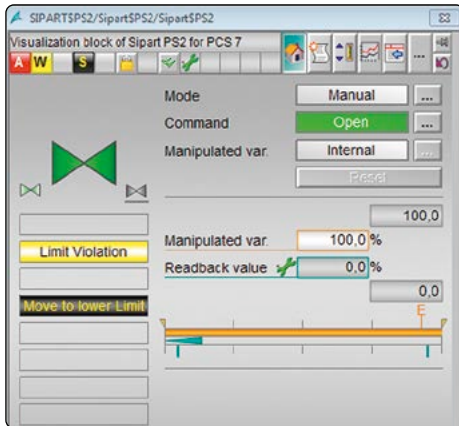 SIPART$PS2/Sipart$PS2/Sipart$PS2
Visualization block of Sipart PS2 for PCS 7
A W S ...
Mode Manual ...
Command Open ...
Manipulated var. Internal ...
Reset
100,0
Manipulated var. 100,0 %
Limit Violation
Readback value 0,0 %
0,0
Move to lower Limit
E